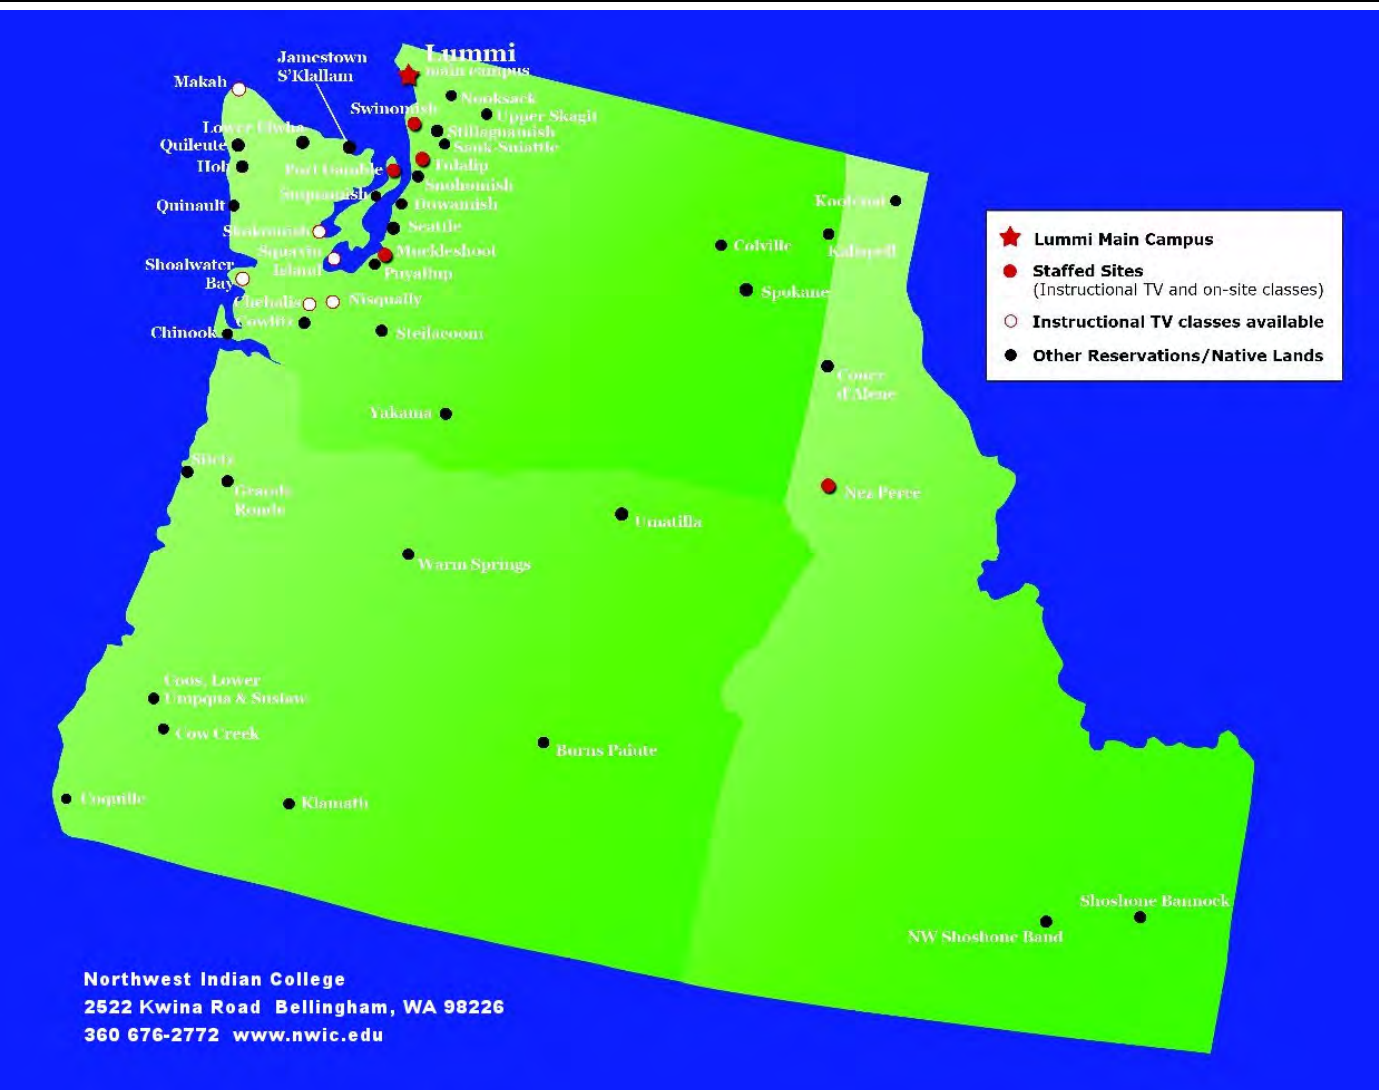 Lummi
main campus
Jamestown
S'Klallam
Makah
Nooksack
Swinomish
Upper Skagit
Lower Elwha
Stillaguamish
Quileute
Sauk-Suiattle
Hoh
Port Gamble
Tulalip
Snohomish
Suquamish
Quinault
Duwamish
Kootenai
Skokomish
Seattle
Colville
Kalispell
Squaxin
Island
Muckleshoot
Shoalwater
Bay
Puyallup
Spokane
Chehalis
Nisqually
Cowlitz
Chinook
Steilacoom
Couer
d'Alene
Yakama
Siletz
Grande
Ronde
Nez Perce
Umatilla
Warm Springs
Coos, Lower
Umpqua & Suslaw
Cow Creek
Burns Paiute
Coquille
Klamath
Shoshone Bannock
NW Shoshone Band
Lummi Main Campus
Staffed Sites
(Instructional TV and on-site classes)
Instructional TV classes available
Other Reservations/Native Lands
Northwest Indian College
2522 Kwina Road Bellingham, WA 98226
360 676-2772 www.nwic.edu